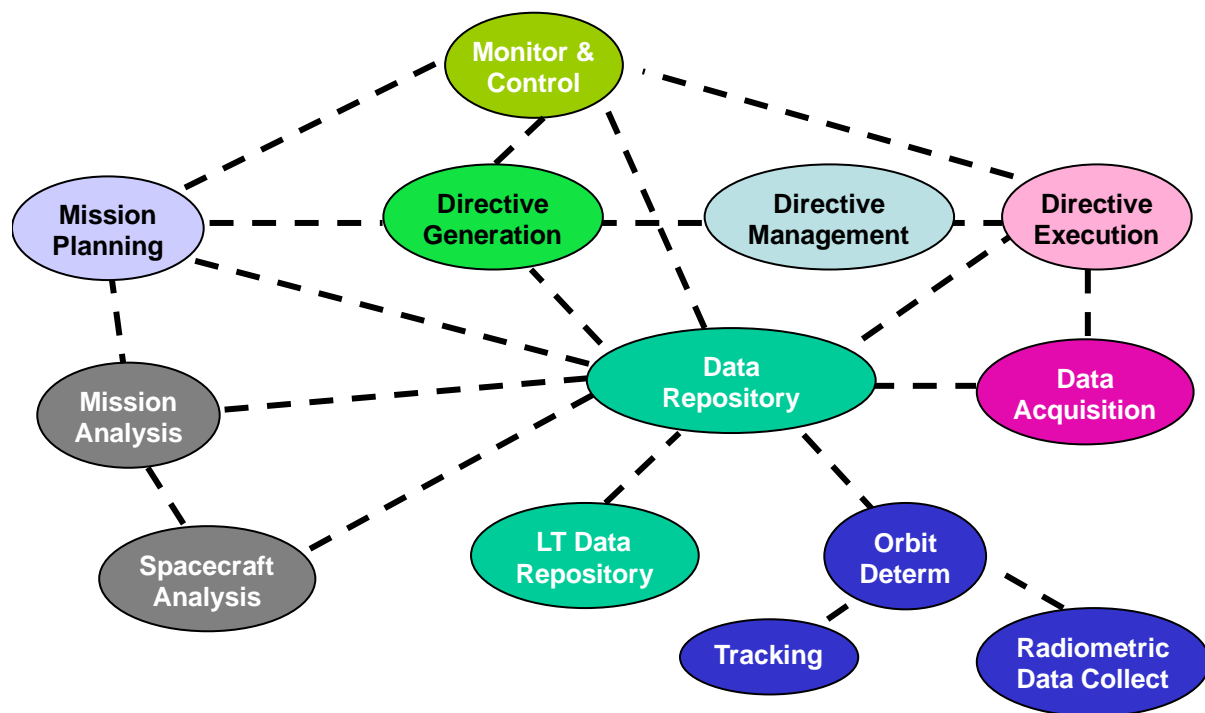 Monitor &
Control
Mission
Planning
Directive
Generation
Directive
Management
Directive
Execution
Mission
Analysis
Data
Repository
Data
Acquisition
Spacecraft
Analysis
LT Data
Repository
Orbit
Determ
Tracking
Radiometric
Data Collect